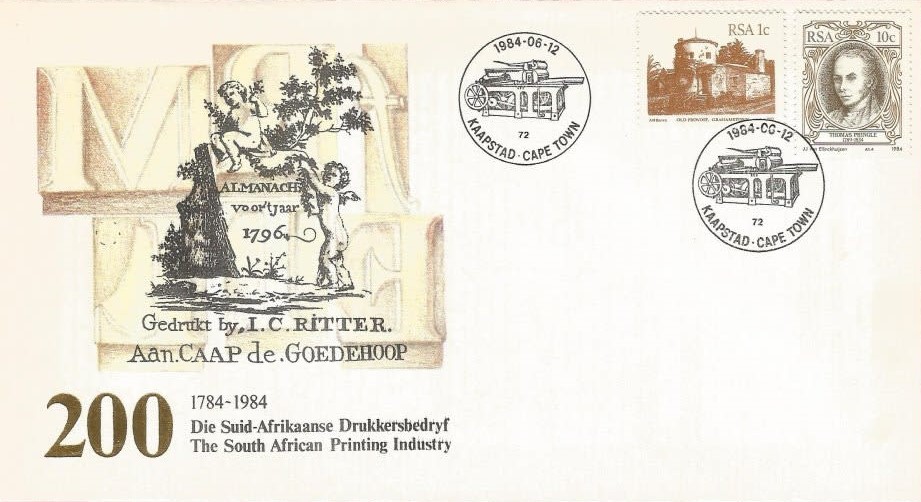 M
ALMANACH
voor't Jaar
1796.
Gedrukt by, I. C. RITTER.
Aan. CAAP de. GOEDEHOOP
200
1784-1984
Die Suid-Afrikaanse Drukkersbedryf
The South African Printing Industry
1984-06-12
72
KAAPSTAD · CAPE TOWN
RSA 1c
OLD PROVOST, GRAHAMSTOWN
RSA 10c
THOMAS PRINGLE
1789-1834
1984
1984-06-12
72
KAAPSTAD · CAPE TOWN